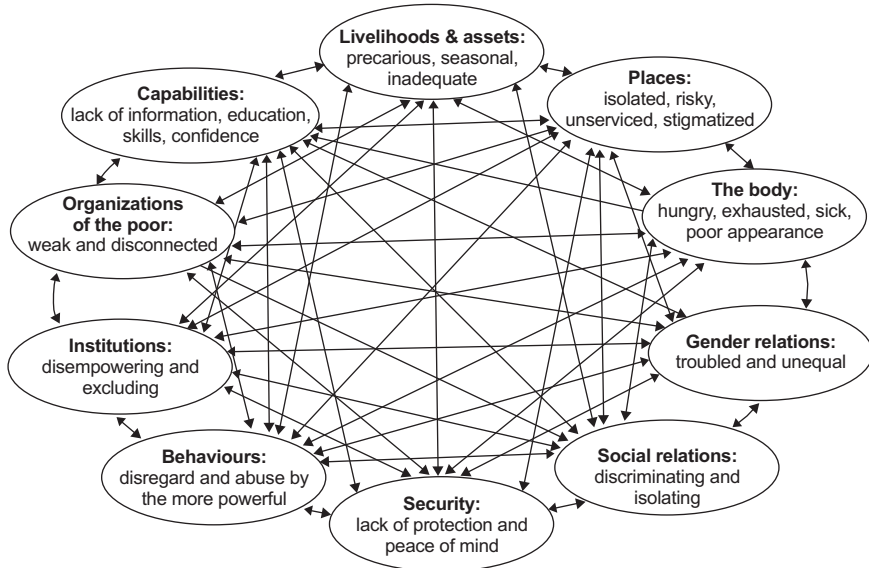 Livelihoods & assets:
precarious, seasonal,
inadequate
Capabilities:
lack of information, education,
skills, confidence
Places:
isolated, risky,
unserviced, stigmatized
Organizations
of the poor:
weak and disconnected
The body:
hungry, exhausted, sick,
poor appearance
Institutions:
disempowering and
excluding
Gender relations:
troubled and unequal
Behaviours:
disregard and abuse by
the more powerful
Social relations:
discriminating and
isolating
Security:
lack of protection and
peace of mind